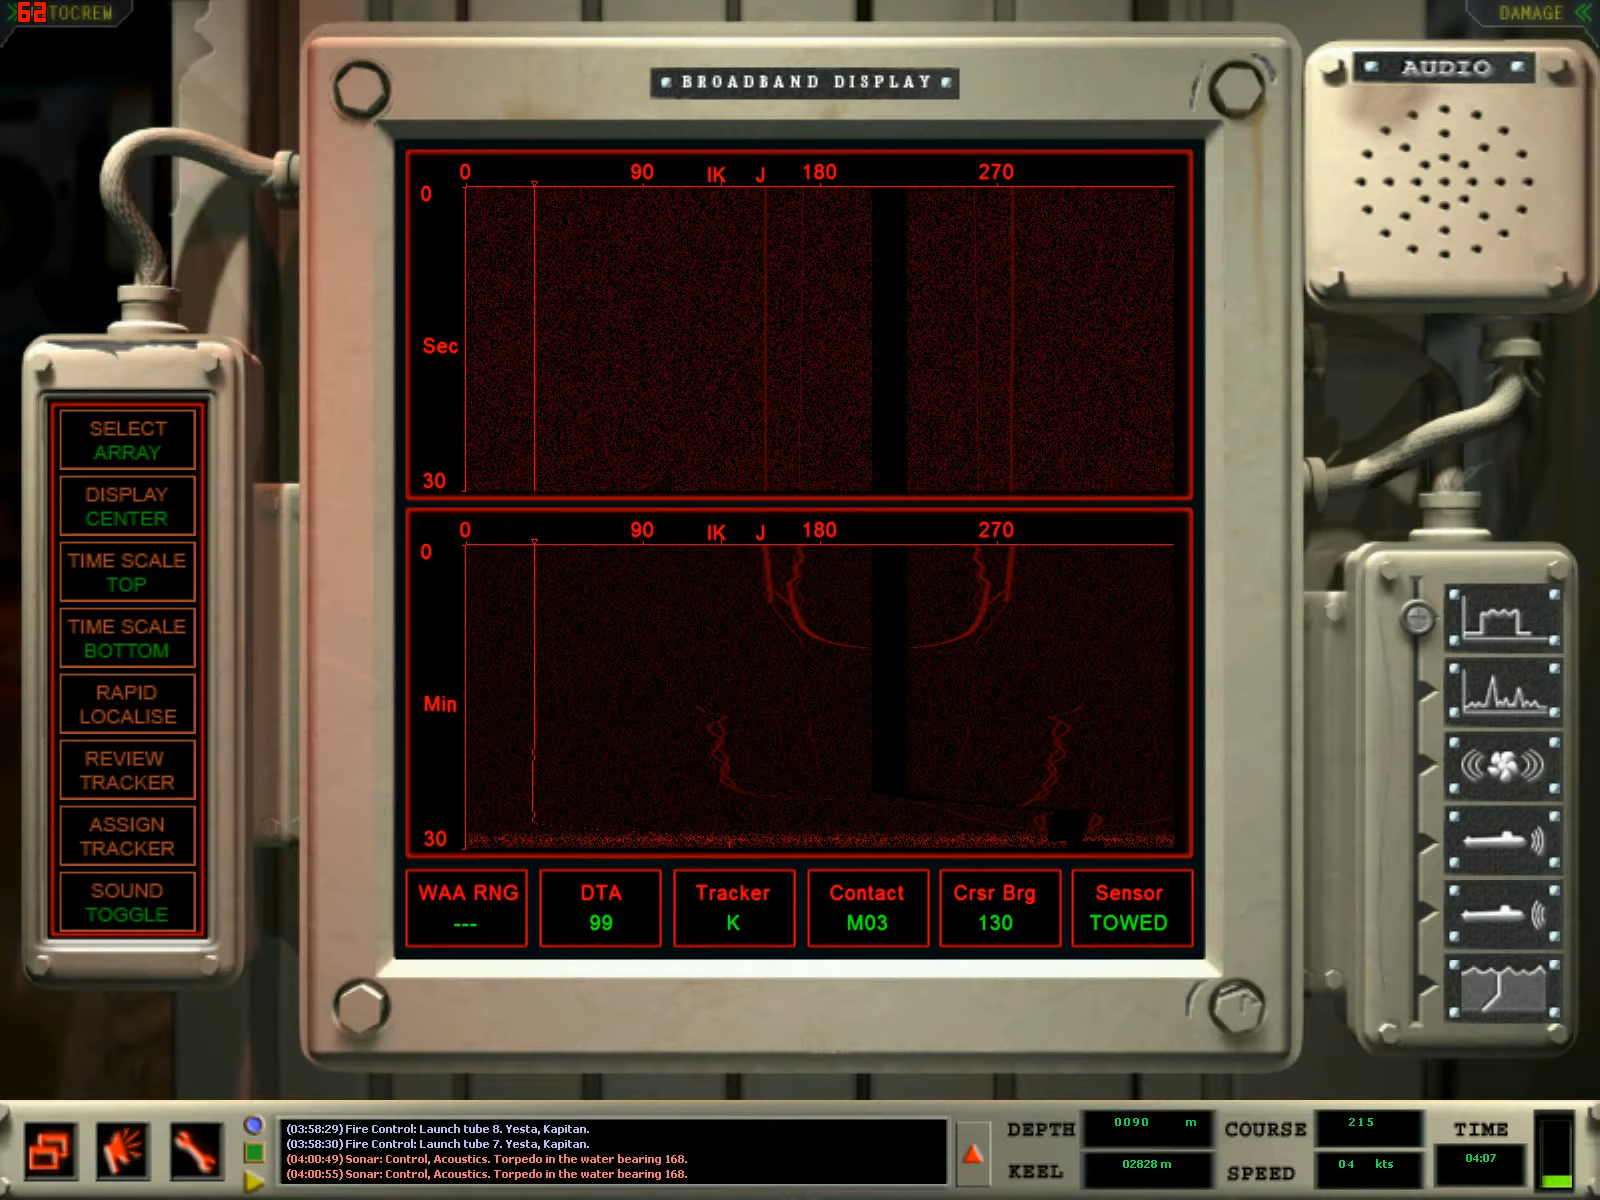 62
TOCREW
DAMAGE
BROADBAND DISPLAY
AUDIO
0 90 IK J 180 270
0
Sec
30
0 90 IK J 180 270
0
Min
30
SELECT
ARRAY
DISPLAY
CENTER
TIME SCALE
TOP
TIME SCALE
BOTTOM
RAPID
LOCALISE
REVIEW
TRACKER
ASSIGN
TRACKER
SOUND
TOGGLE
WAA RNG DTA Tracker Contact Crsr Brg Sensor
--- 99 K M03 130 TOWED
(03:58:29) Fire Control: Launch tube 8. Yesta, Kapitan.
(03:58:30) Fire Control: Launch tube 7. Yesta, Kapitan.
(04:00:49) Sonar: Control, Acoustics. Torpedo in the water bearing 168.
(04:00:55) Sonar: Control, Acoustics. Torpedo in the water bearing 168.
DEPTH 0090 m COURSE 215 TIME
KEEL 02828 m SPEED 04 kts 04:07